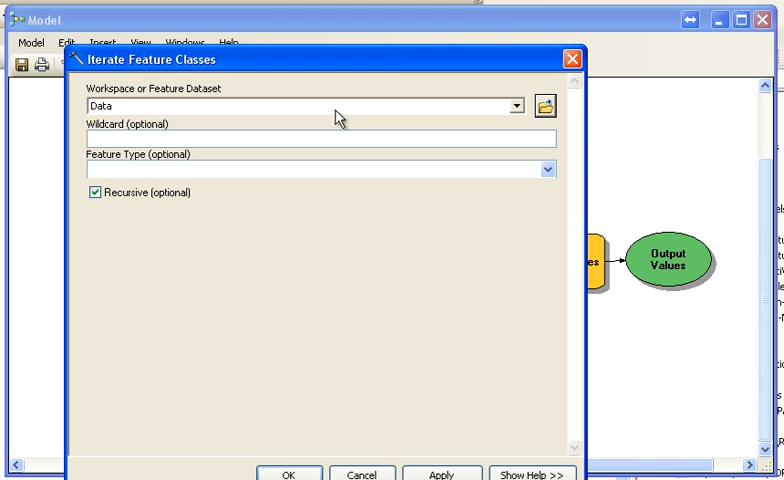 Model
Model Edit Insert View Windows Help
Iterate Feature Classes
Workspace or Feature Dataset
Data
Wildcard (optional)
Feature Type (optional)
Recursive (optional)
es
Output
Values
OK Cancel Apply Show Help >>